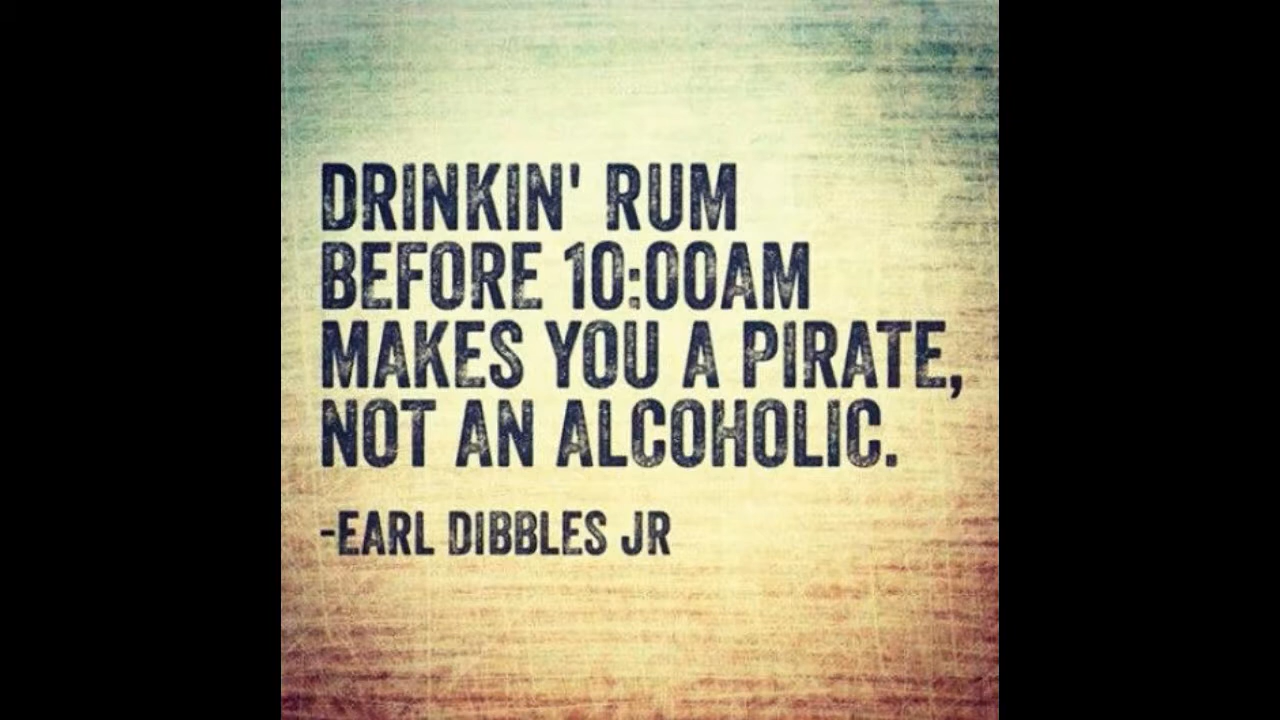 DRINKIN' RUM
BEFORE 10:00AM
MAKES YOU A PIRATE,
NOT AN ALCOHOLIC.
-EARL DIBBLES JR